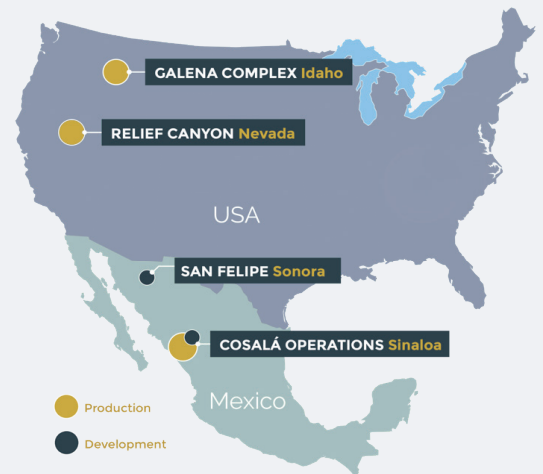 GALENA COMPLEX Idaho
RELIEF CANYON Nevada
USA
SAN FELIPE Sonora
COSALÁ OPERATIONS Sinaloa
Mexico
Production
Development